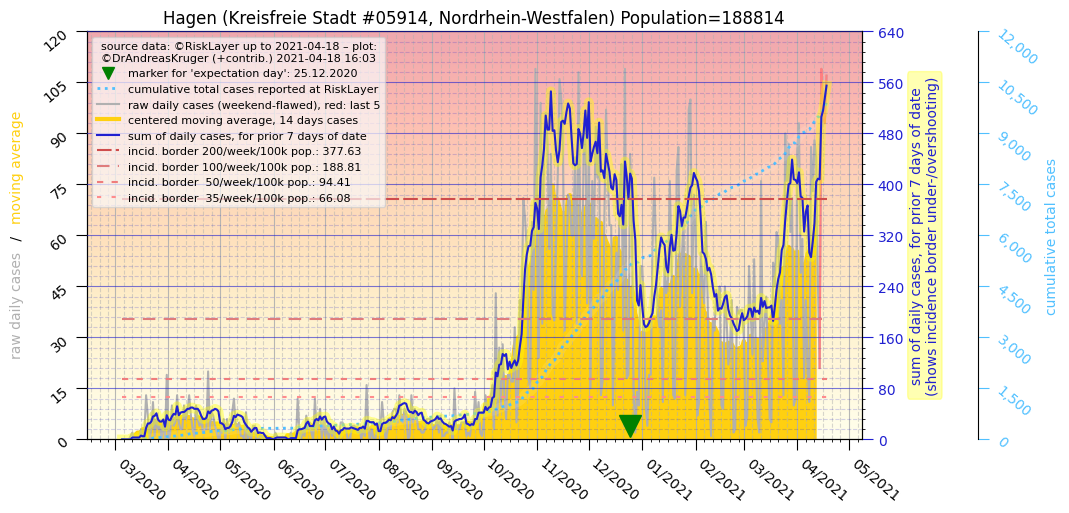 Hagen (Kreisfreie Stadt #05914, Nordrhein-Westfalen) Population=188814
source data: ©RiskLayer up to 2021-04-18 – plot:
©DrAndreasKruger (+contrib.) 2021-04-18 16:03
marker for 'expectation day': 25.12.2020
cumulative total cases reported at RiskLayer
raw daily cases (weekend-flawed), red: last 5
centered moving average, 14 days cases
sum of daily cases, for prior 7 days of date
incid. border 200/week/100k pop.: 377.63
incid. border 100/week/100k pop.: 188.81
incid. border  50/week/100k pop.: 94.41
incid. border  35/week/100k pop.: 66.08
raw daily cases  /  moving average
120
105
90
75
60
45
30
15
0
03/2020
04/2020
05/2020
06/2020
07/2020
08/2020
09/2020
10/2020
11/2020
12/2020
01/2021
02/2021
03/2021
04/2021
05/2021
640
560
480
400
320
240
160
80
0
sum of daily cases, for prior 7 days of date
(shows incidence border under-/overshooting)
12,000
10,500
9,000
7,500
6,000
4,500
3,000
1,500
0
cumulative total cases